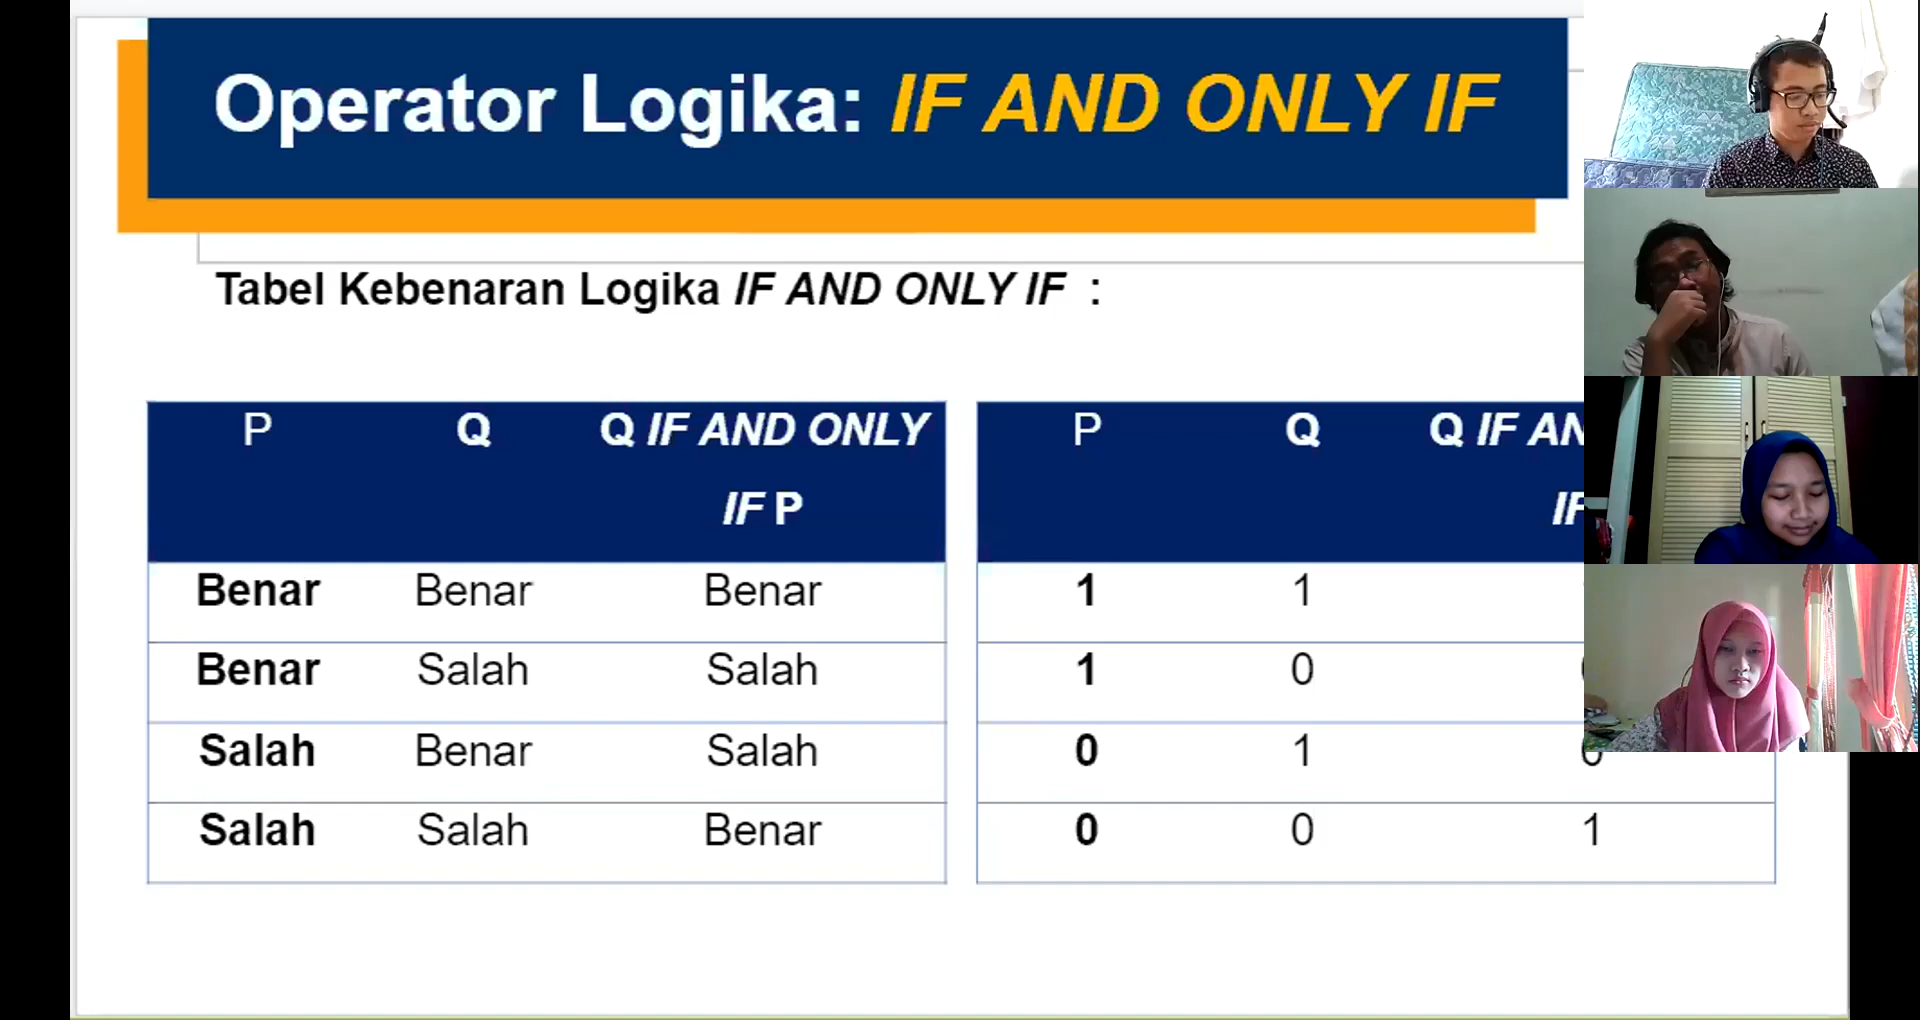 Operator Logika: IF AND ONLY IF
Tabel Kebenaran Logika IF AND ONLY IF :
P Q Q IF AND ONLY
IF P
Benar Benar Benar
Benar Salah Salah
Salah Benar Salah
Salah Salah Benar
P Q Q IF
1 1
1 0
0 1
0 0 1